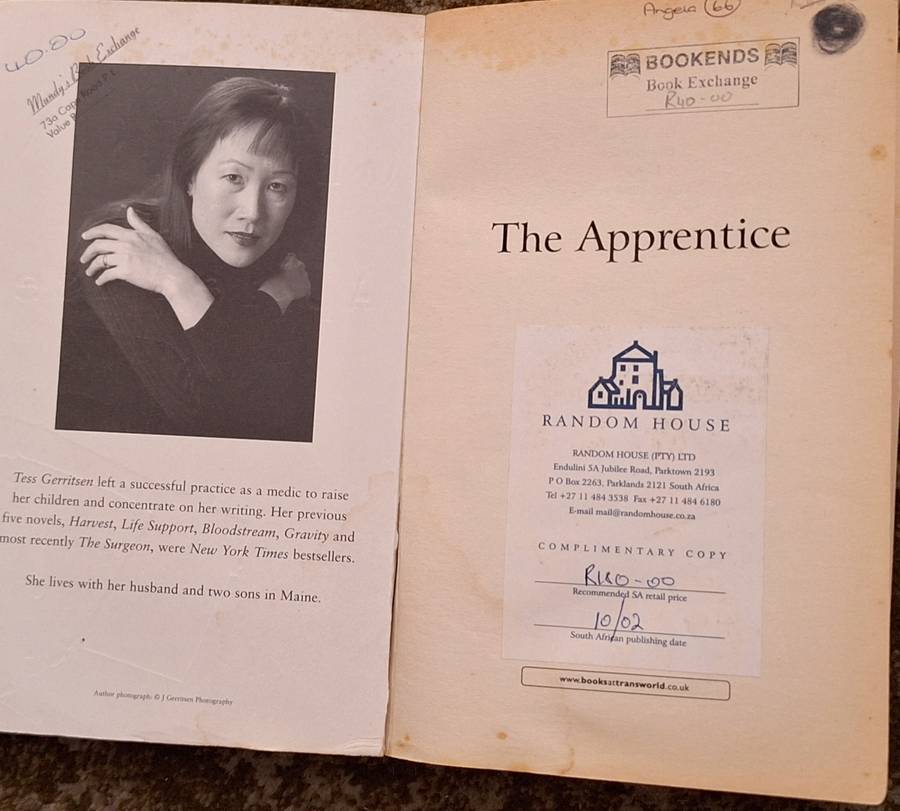 40.00
Mundy's Book Exchange
73a Cape Road P.E.
Value B
Tess Gerritsen left a successful practice as a medic to raise
her children and concentrate on her writing. Her previous
five novels, Harvest, Life Support, Bloodstream, Gravity and
most recently The Surgeon, were New York Times bestsellers.
She lives with her husband and two sons in Maine.
Author photograph: © J Gerritsen Photography
Angela 66
BOOKENDS
Book Exchange
R40-00
The Apprentice
RANDOM HOUSE
RANDOM HOUSE (PTY) LTD
Endulini 5A Jubilee Road, Parktown 2193
P O Box 2263, Parklands 2121 South Africa
Tel +27 11 484 3538 Fax +27 11 484 6180
E-mail mail@randomhouse.co.za
COMPLIMENTARY COPY
Recommended SA retail price
10/02
South African publishing date
www.booksattransworld.co.uk